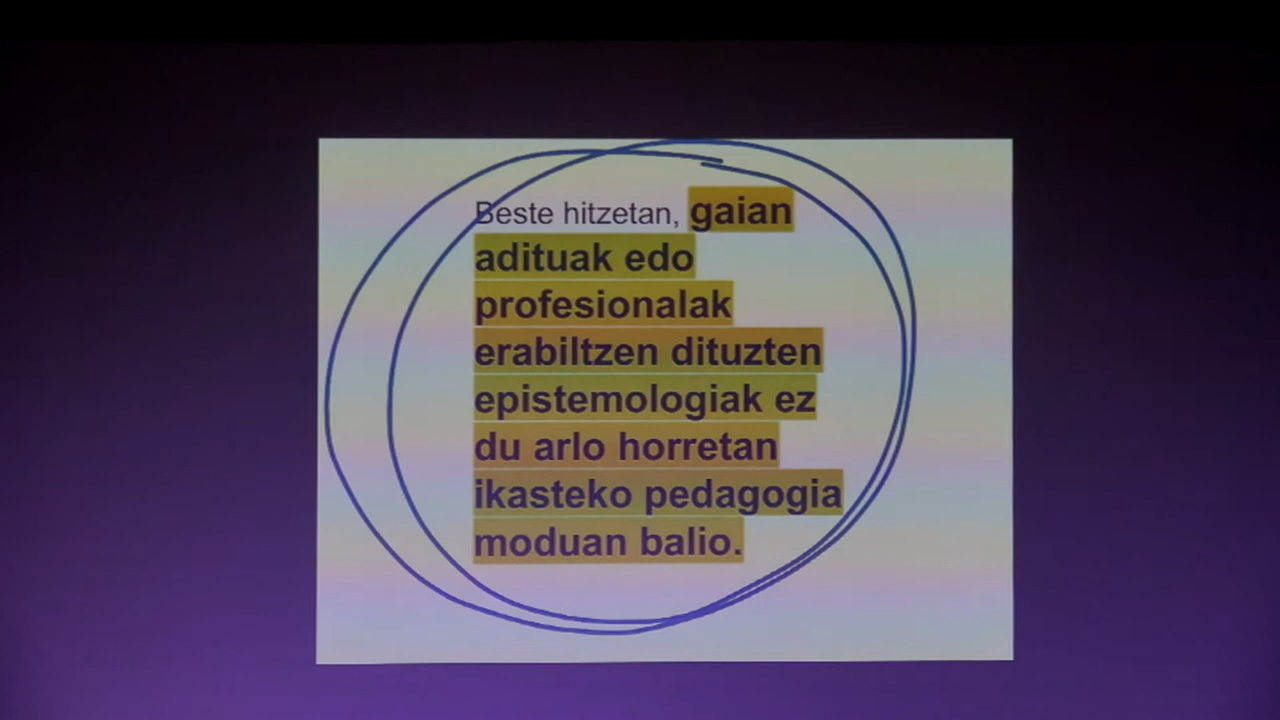 Beste hitzetan, gaian
adituak edo
profesionalak
erabiltzen dituzten
epistemologiak ez
du arlo horretan
ikasteko pedagogia
moduan balio.